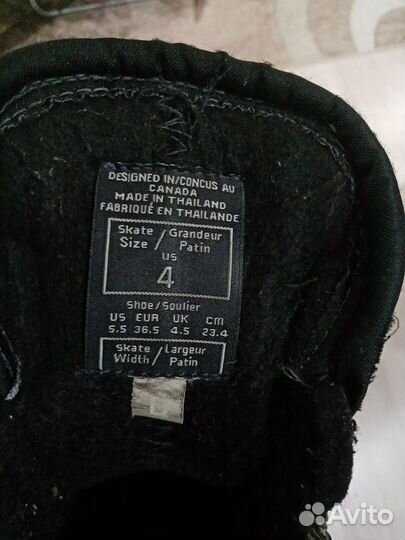 DESIGNED IN/CONCUS AU
CANADA
MADE IN THAILAND
FABRIQUÉ EN THAILANDE
Skate / Grandeur
Size / Patin
US
4
Shoe/Soulier
US EUR UK CM
5.5 36.5 4.5 23.4
Skate / Largeur
Width / Patin
Avito